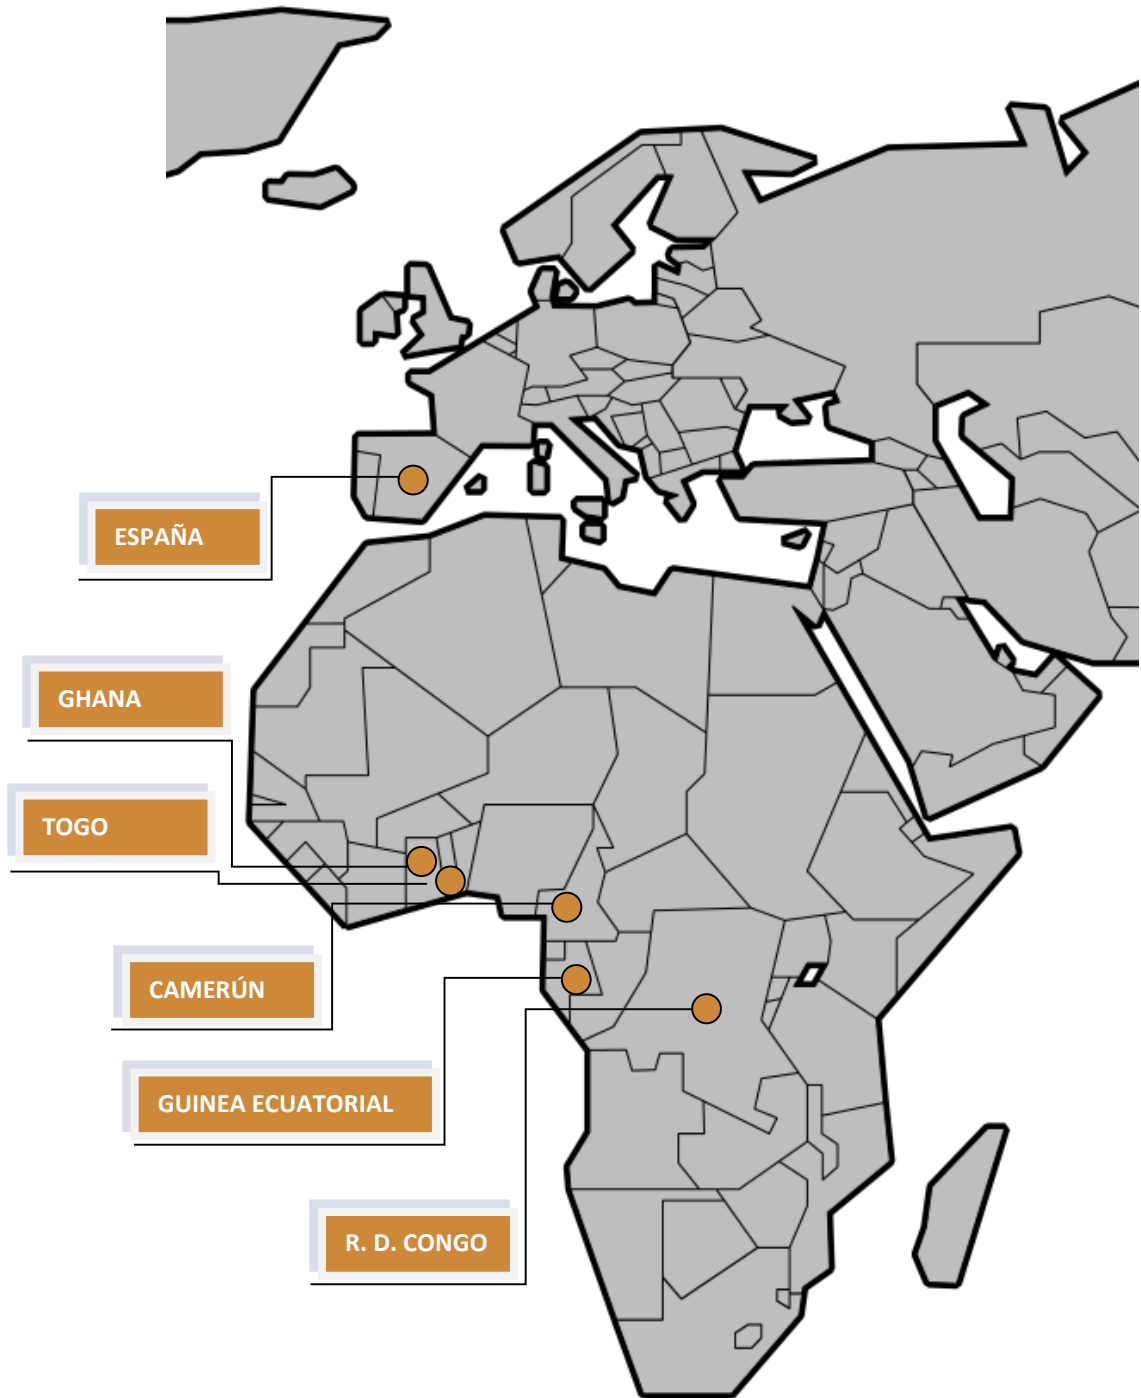 ESPAÑA
GHANA
TOGO
CAMERÚN
GUINEA ECUATORIAL
R. D. CONGO